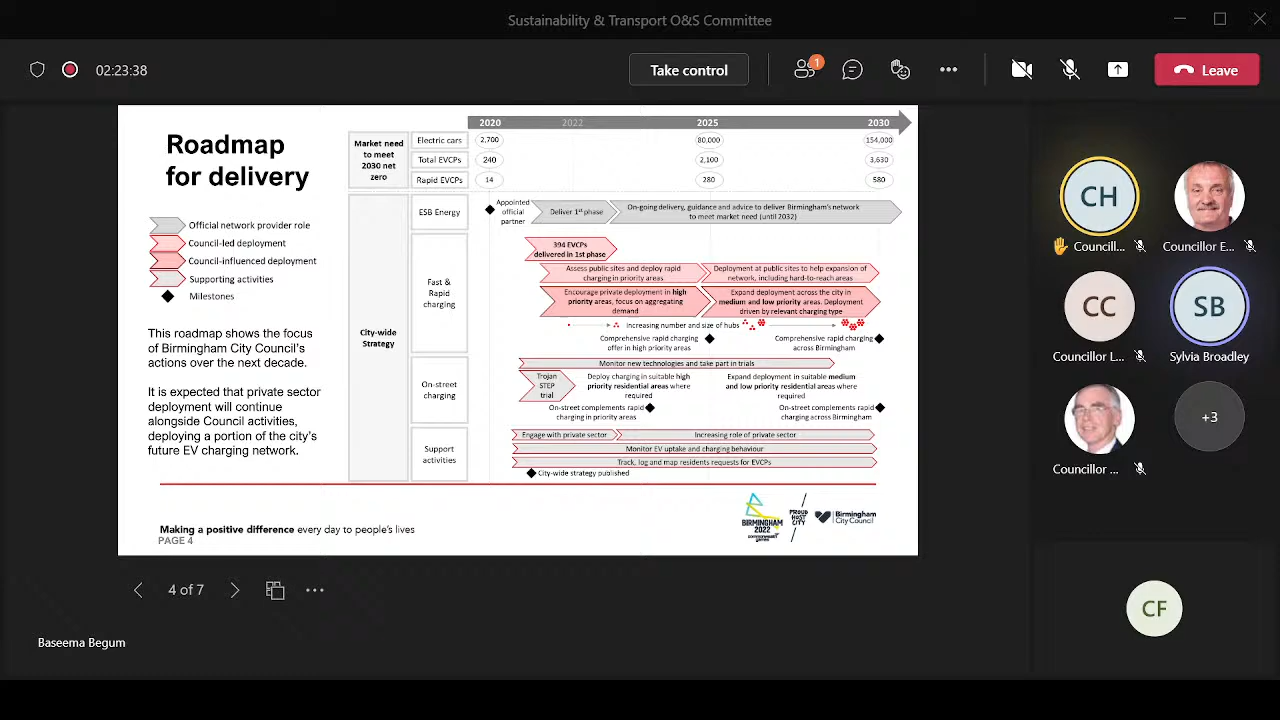 Sustainability & Transport O&S Committee
02:23:38
Take control
1
Leave
Roadmap
for delivery
Official network provider role
Council-led deployment
Council-influenced deployment
Supporting activities
Milestones
This roadmap shows the focus
of Birmingham City Council's
actions over the next decade.
It is expected that private sector
deployment will continue
alongside Council activities,
deploying a portion of the city's
future EV charging network.
2020 2022 2025 2030
Market need
to meet
2030 net
zero
Electric cars 2,700 80,000 154,000
Total EVCPs 240 2,100 3,630
Rapid EVCPs 14 280 580
City-wide
Strategy
ESB Energy
Appointed
official
partner
Deliver 1st phase
On-going delivery, guidance and advice to deliver Birmingham's network
to meet market need (until 2032)
Fast &
Rapid
charging
394 EVCPs
delivered in 1st phase
Assess public sites and deploy rapid
charging in priority areas
Deployment at public sites to help expansion of
network, including hard-to-reach areas
Encourage private deployment in high
priority areas, focus on aggregating
demand
Expand deployment across the city in
medium and low priority areas. Deployment
driven by relevant charging type
Increasing number and size of hubs
Comprehensive rapid charging
offer in high priority areas
Comprehensive rapid charging
across Birmingham
On-street
charging
Monitor new technologies and take part in trials
Trojan
STEP
trial
Deploy charging in suitable high
priority residential areas where
required
Expand deployment in suitable medium
and low priority residential areas where
required
On-street complements rapid
charging in priority areas
On-street complements rapid
charging across Birmingham
Support
activities
Engage with private sector
Increasing role of private sector
Monitor EV uptake and charging behaviour
Track, log and map residents requests for EVCPs
City-wide strategy published
Making a positive difference every day to people's lives
PAGE 4
BIRMINGHAM
2022
commonwealth
games
PROUD
HOST
CITY
Birmingham
City Council
4 of 7
Baseema Begum
CH
Councill...
Councillor E...
CC
Councillor L...
SB
Sylvia Broadley
Councillor ...
+3
CF